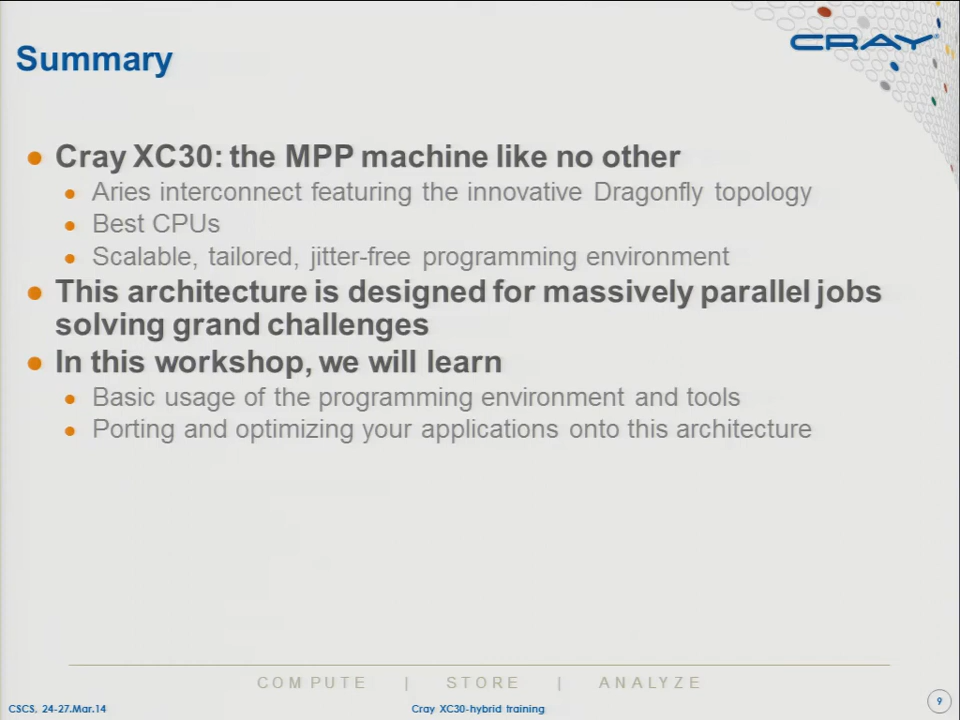 CRAY
Summary
Cray XC30: the MPP machine like no other
Aries interconnect featuring the innovative Dragonfly topology
Best CPUs
Scalable, tailored, jitter-free programming environment
This architecture is designed for massively parallel jobs
solving grand challenges
In this workshop, we will learn
Basic usage of the programming environment and tools
Porting and optimizing your applications onto this architecture
COMPUTE | STORE | ANALYZE
CSCS, 24-27.Mar.14
Cray XC30-hybrid training
9